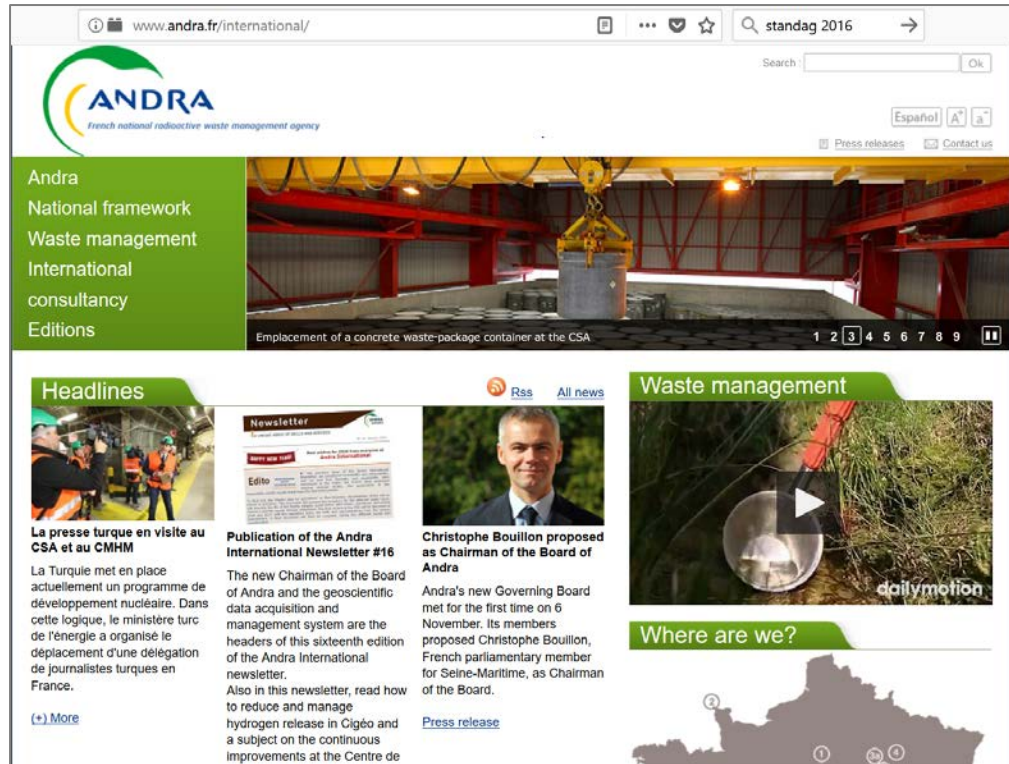 www.andra.fr/international/
standag 2016
Search :
Ok
ANDRA
French national radioactive waste management agency
Español A+ a-
Press releases Contact us
Andra
National framework
Waste management
International
consultancy
Editions
Emplacement of a concrete waste-package container at the CSA
1 2 3 4 5 6 7 8 9
Headlines
Rss All news
La presse turque en visite au
CSA et au CMHM
La Turquie met en place
actuellement un programme de
développement nucléaire. Dans
cette logique, le ministère turc
de l'énergie a organisé le
déplacement d'une délégation
de journalistes turques en
France.
(+) More
Newsletter
Edito
Publication of the Andra
International Newsletter #16
The new Chairman of the Board
of Andra and the geoscientific
data acquisition and
management system are the
headers of this sixteenth edition
of the Andra International
newsletter.
Also in this newsletter, read how
to reduce and manage
hydrogen release in Cigéo and
a subject on the continuous
improvements at the Centre de
Christophe Bouillon proposed
as Chairman of the Board of
Andra
Andra's new Governing Board
met for the first time on 6
November. Its members
proposed Christophe Bouillon,
French parliamentary member
for Seine-Maritime, as Chairman
of the Board.
Press release
Waste management
dailymotion
Where are we?
2
1
3a
4